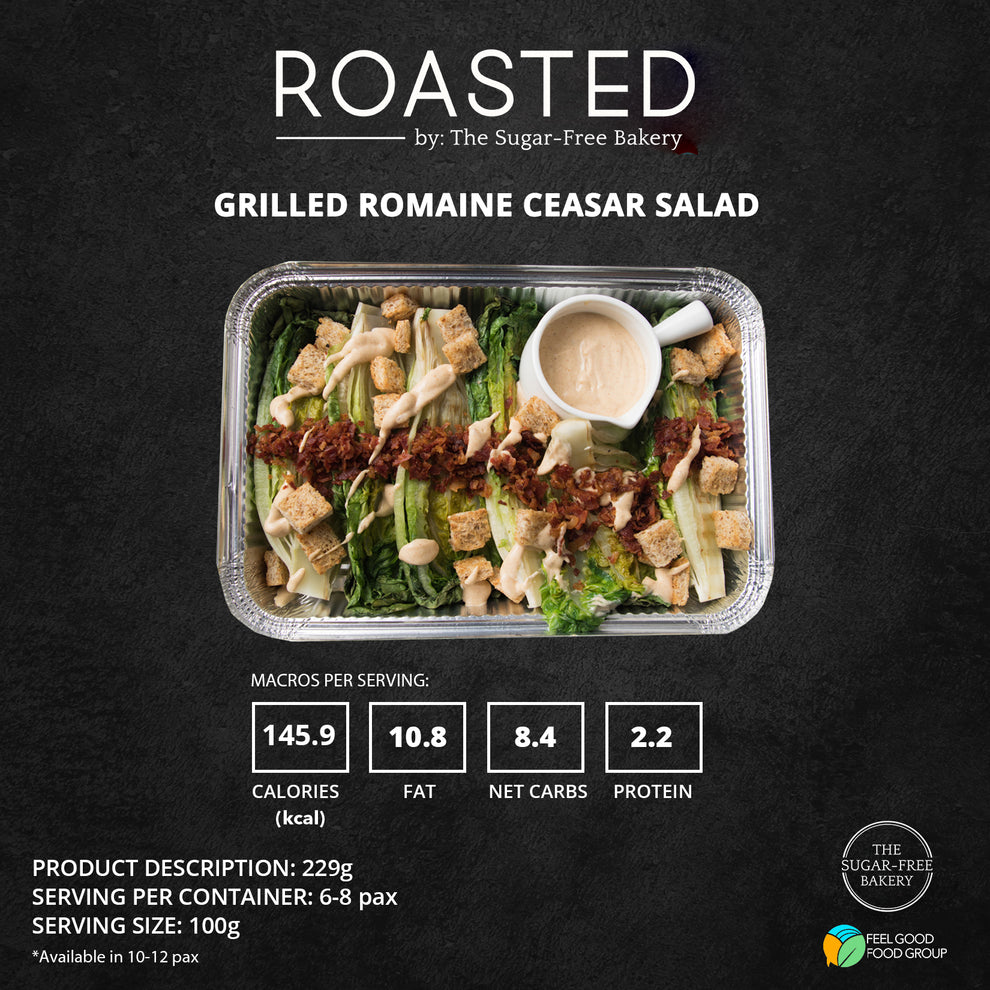 ROASTED
by: The Sugar-Free Bakery
GRILLED ROMAINE CEASAR SALAD
MACROS PER SERVING:
145.9 10.8 8.4 2.2
CALORIES FAT NET CARBS PROTEIN
(kcal)
PRODUCT DESCRIPTION: 229g
SERVING PER CONTAINER: 6-8 pax
SERVING SIZE: 100g
*Available in 10-12 pax
THE
SUGAR-FREE
BAKERY
FEEL GOOD
FOOD GROUP